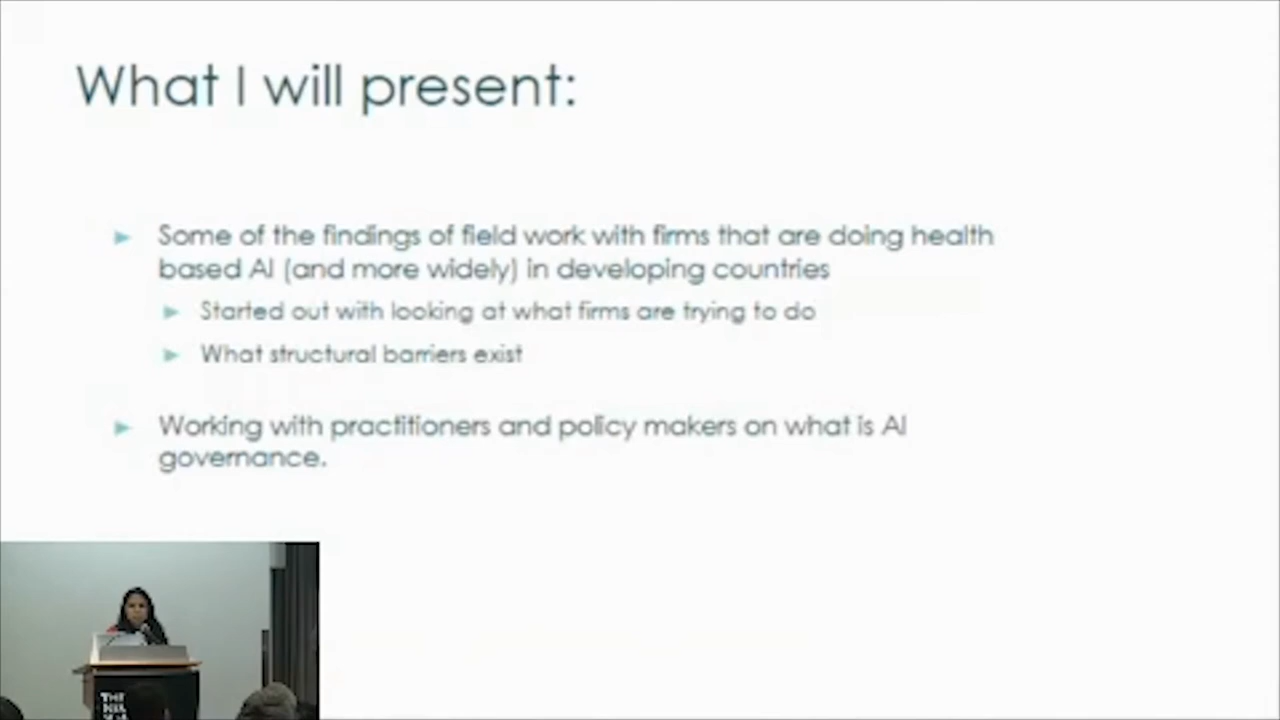 What I will present:
Some of the findings of field work with firms that are doing health
based AI (and more widely) in developing countries
Started out with looking at what firms are trying to do
What structural barriers exist
Working with practitioners and policy makers on what is AI
governance.
THE